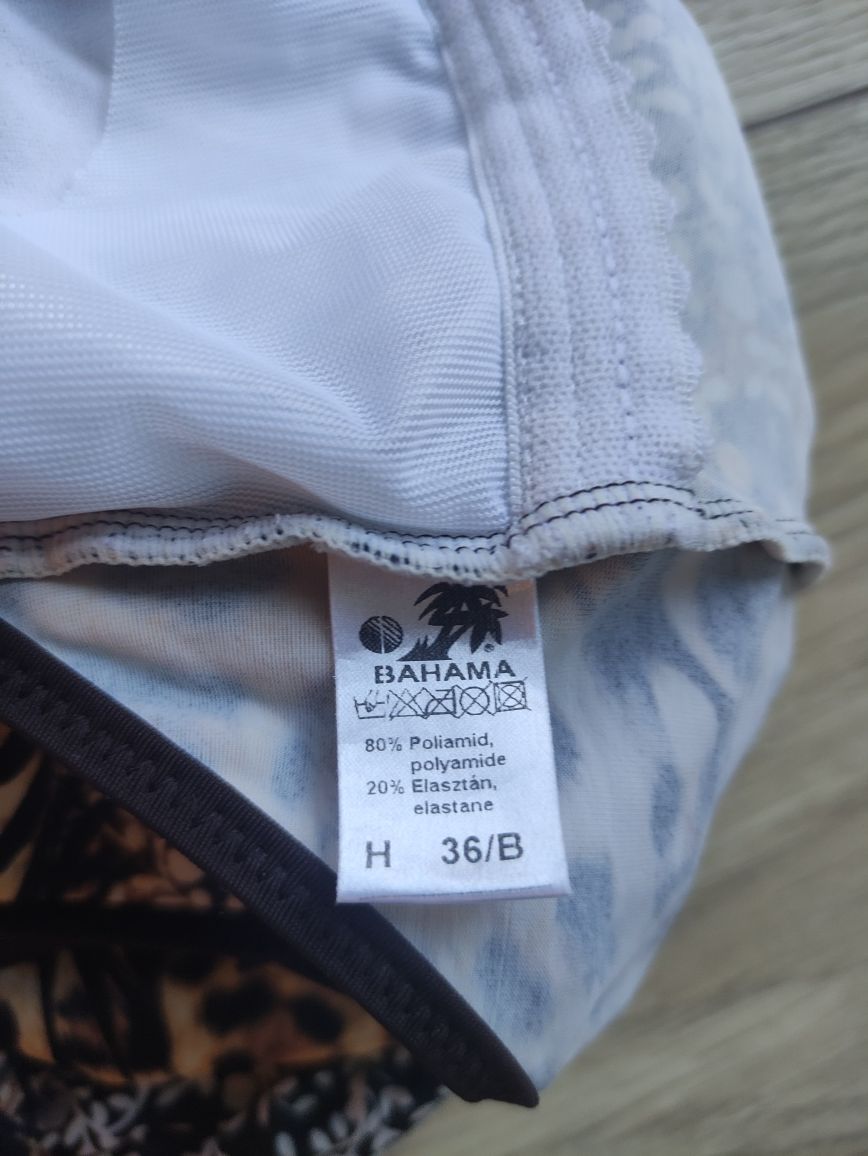 BAHAMA
80% Poliamid,
polyamide
20% Elasztán,
elastane
H 36/B